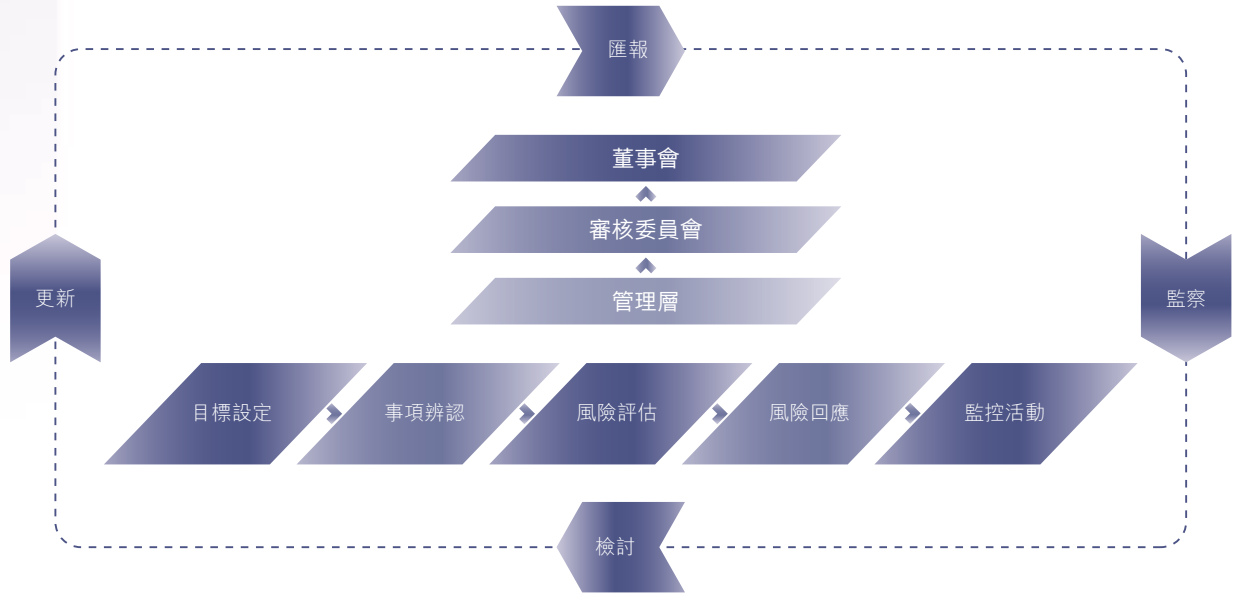 匯報
董事會
審核委員會
管理層
更新
監察
目標設定
事項辨認
風險評估
風險回應
監控活動
檢討